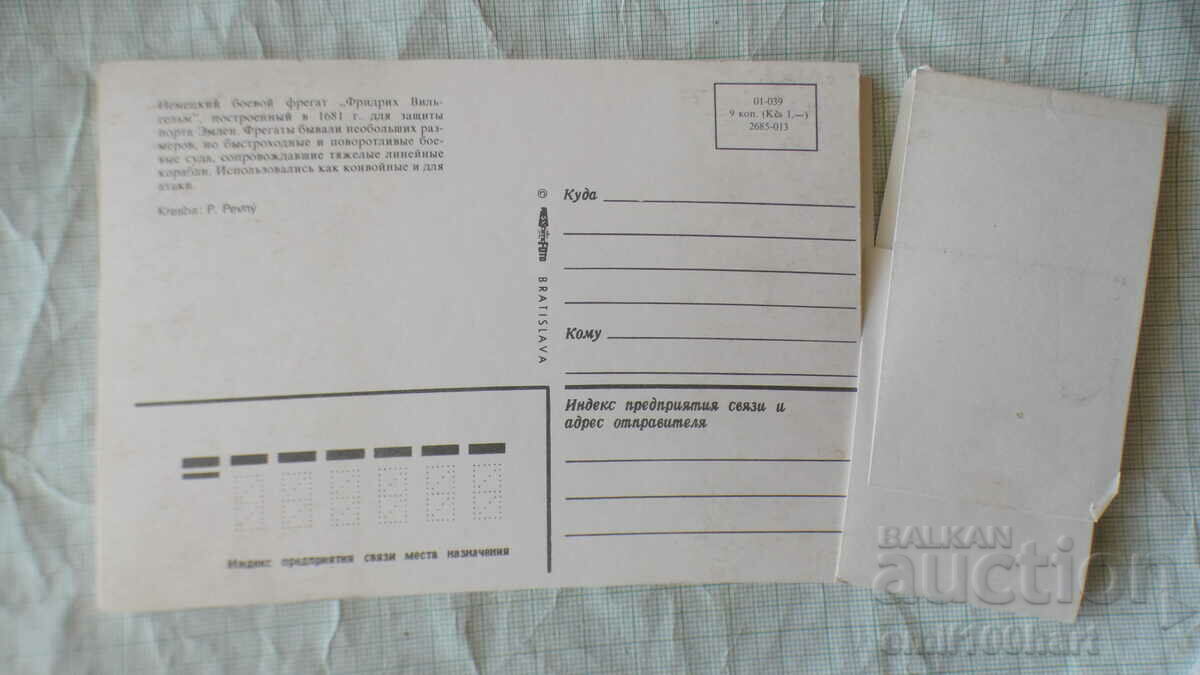 Немецкий боевой фрегат „Фридрих Виль-
гельм", построенный в 1681 г. для защиты
порта Эмден. Фрегаты бывали необольших раз-
меров, но быстроходные и поворотливые бое-
вые суда, сопровождавшие тяжелые линейные
корабли. Использовались как конвойные и для
атаки.
Kresba: P. Pevný
01-039
9 коп. (Kčs 1,—)
2685-013
©
BRATISLAVA
Куда
Кому
Индекс предприятия связи и
адрес отправителя
Индекс предприятия связи места назначения
BALKAN
auction
omi100hart